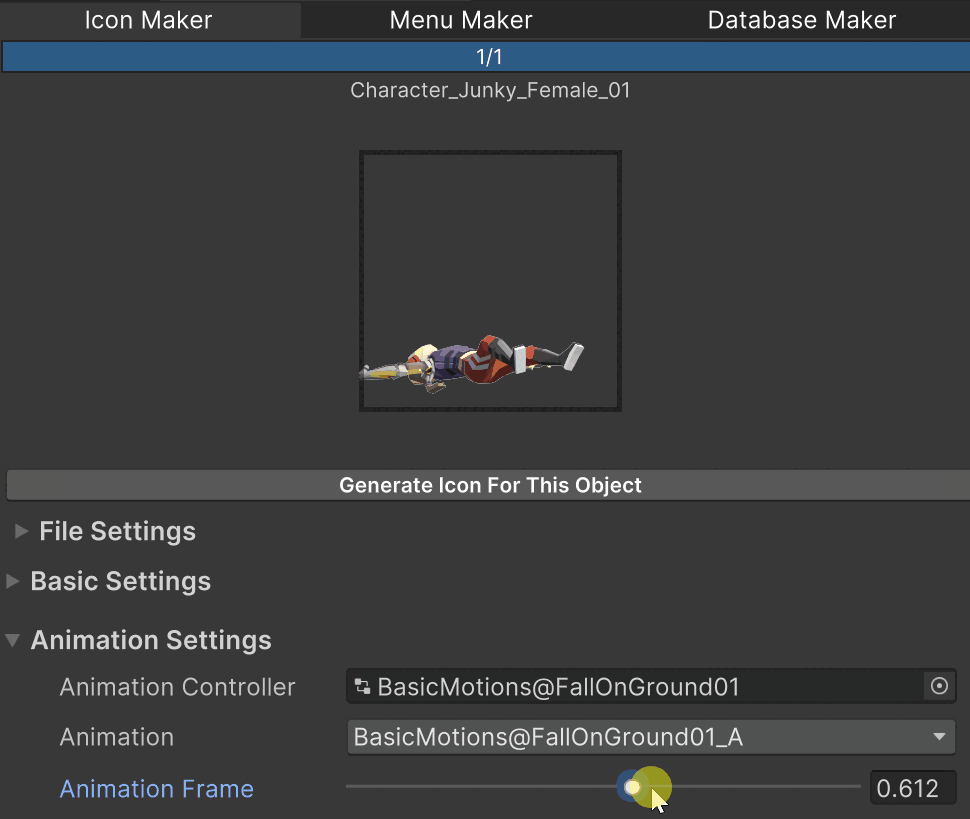 Icon Maker Menu Maker Database Maker
1/1
Character_Junky_Female_01
Generate Icon For This Object
File Settings
Basic Settings
Animation Settings
Animation Controller BasicMotions@FallOnGround01
Animation BasicMotions@FallOnGround01_A
Animation Frame 0.612